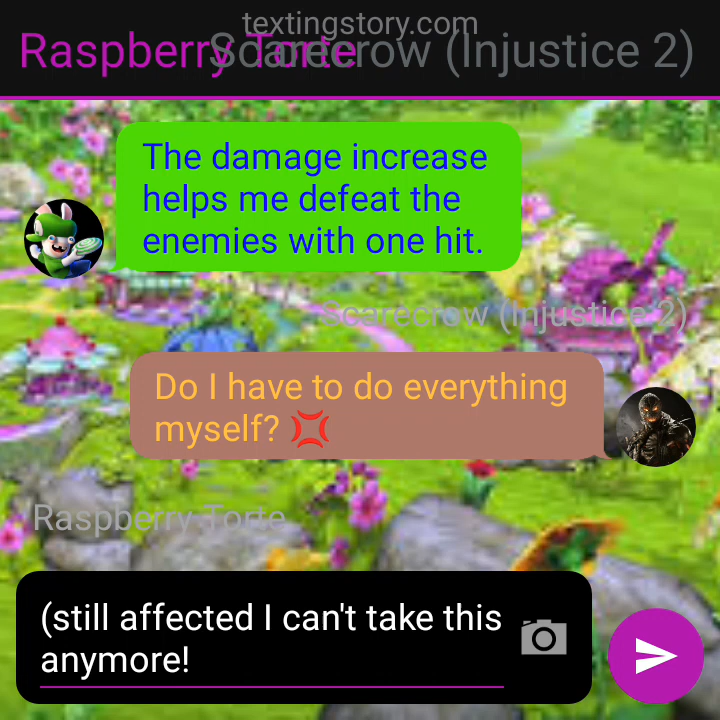 textingstory.com
Raspberry Torte
Scarecrow (Injustice 2)
The damage increase
helps me defeat the
enemies with one hit.
Scarecrow (Injustice 2)
Do I have to do everything
myself? 💢
Raspberry Torte
(still affected I can't take this
anymore!